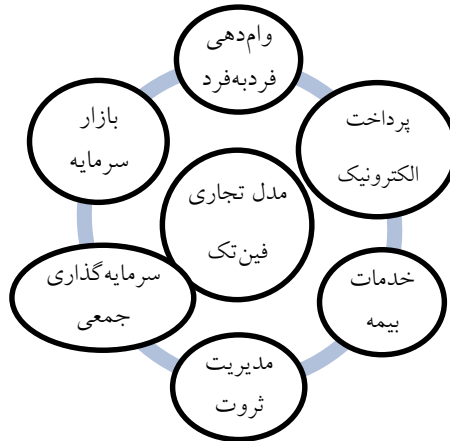 وام‌دهی
فردبه‌فرد
پرداخت
الکترونیک
خدمات
بیمه
مدیریت
ثروت
سرمایه‌گذاری
جمعی
بازار
سرمایه
مدل تجاری
فین‌تک